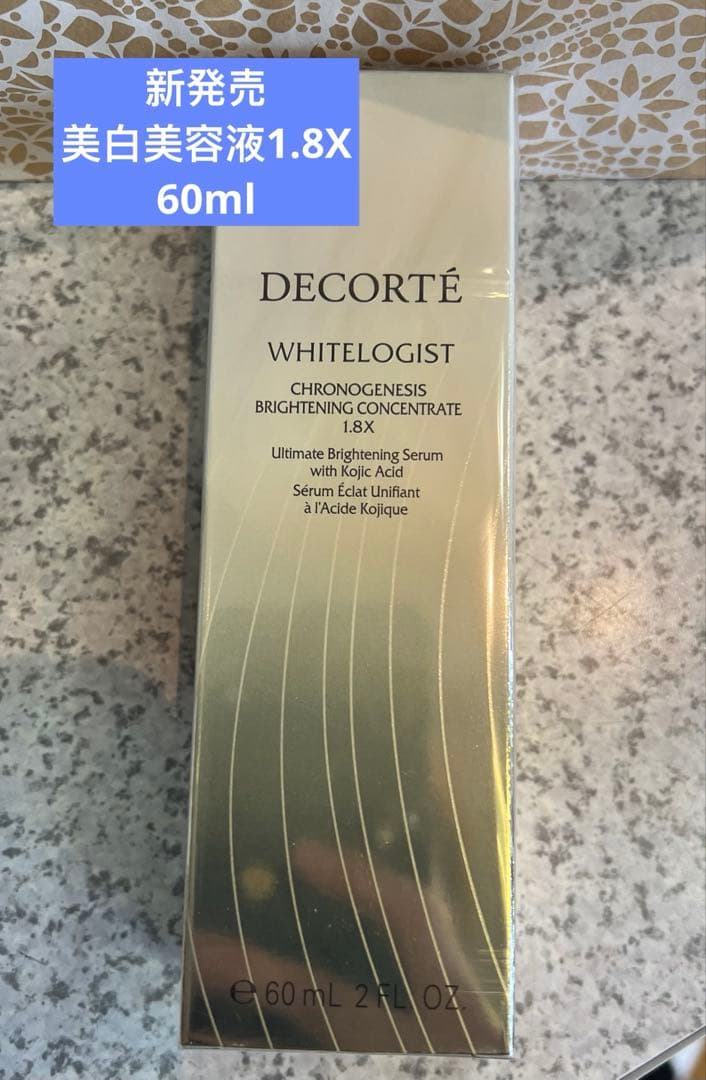 新発売
美白美容液1.8X
60ml
DECORTÉ
WHITELOGIST
CHRONOGENESIS
BRIGHTENING CONCENTRATE
1.8X
Ultimate Brightening Serum
with Kojic Acid
Sérum Éclat Unifiant
à l'Acide Kojique
℮ 60 mL 2 FL. OZ.